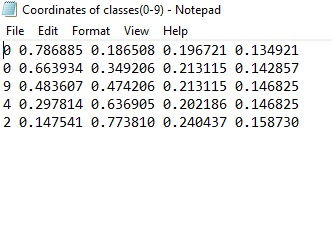 Coordinates of classes(0-9) - Notepad
File Edit Format View Help
0 0.786885 0.186508 0.196721 0.134921
0 0.663934 0.349206 0.213115 0.142857
9 0.483607 0.474206 0.213115 0.146825
4 0.297814 0.636905 0.202186 0.146825
2 0.147541 0.773810 0.240437 0.158730